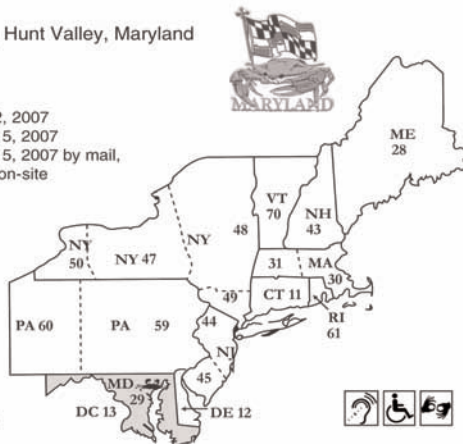 Hunt Valley, Maryland
MARYLAND
2, 2007
5, 2007
5, 2007 by mail,
on-site
ME
28
VT
70
NH
43
NY
48
NY
50
NY 47
31
MA
30
49
CT 11
RI
61
PA 60
PA 59
44
NJ
45
MD
29
DC 13
DE 12